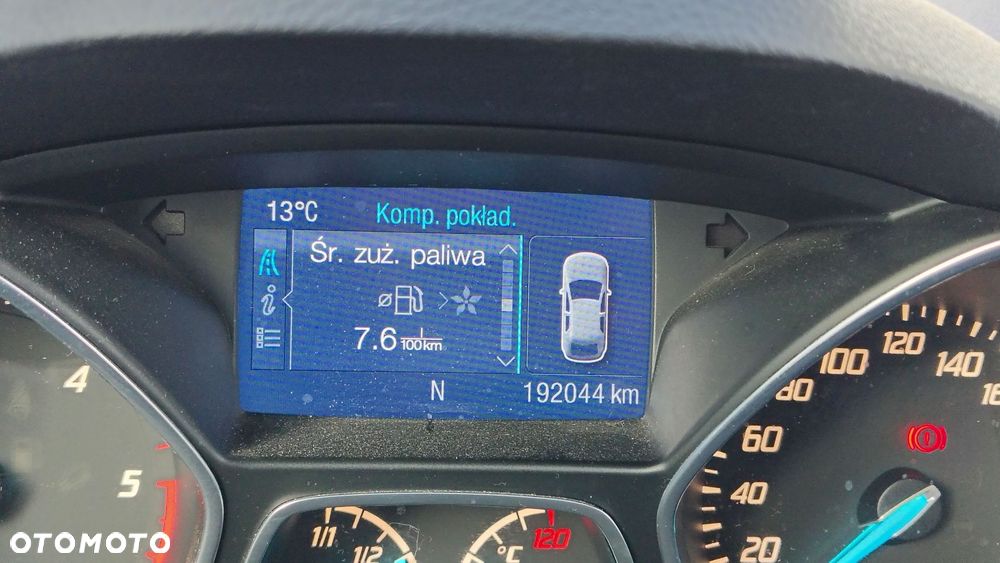 13°C Komp. pokład.
Śr. zuż. paliwa
7.6 l/100km
N 192044 km
4
5
1/1
1/2
°C
120
20
40
60
80
100
120
140
OTOMOTO